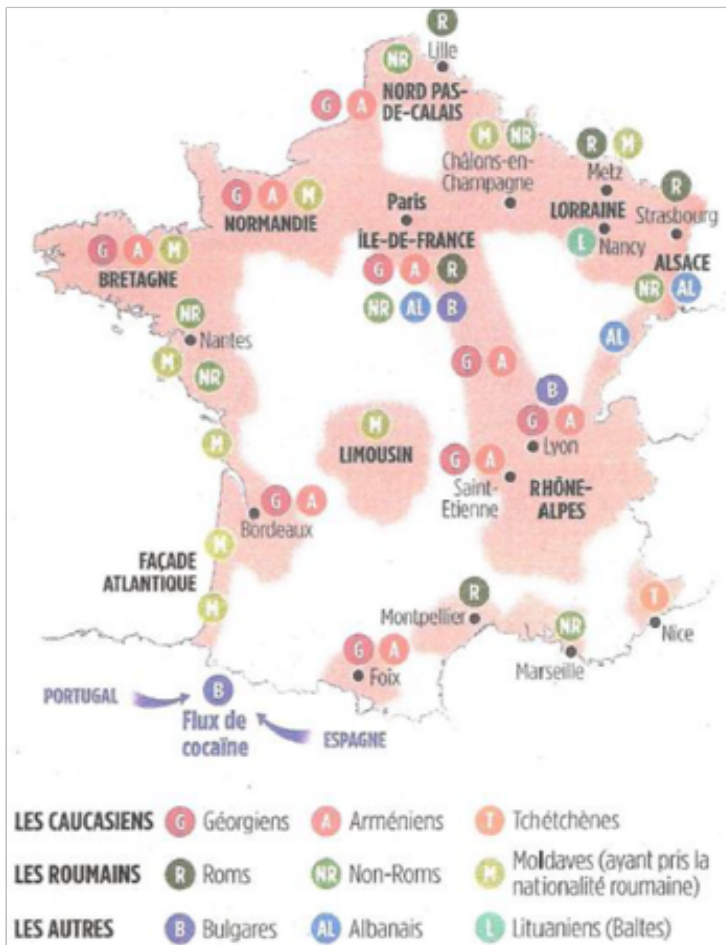 R
Lille
NR
NORD PAS-
DE-CALAIS
G A
M NR
Châlons-en-
Champagne
R M
Metz
R
Strasbourg
G A M
NORMANDIE
Paris
ÎLE-DE-FRANCE
LORRAINE
L Nancy
ALSACE
G A M
BRETAGNE
G A R
NR AL B
NR AL
NR
Nantes
AL
M NR
G A
B
G A
Lyon
M
LIMOUSIN
M
G A
Saint-
Etienne
RHÔNE-
ALPES
G A
Bordeaux
FAÇADE
ATLANTIQUE
M
M
R
Montpellier
T
Nice
NR
Marseille
G A
Foix
PORTUGAL
B
Flux de
cocaïne
ESPAGNE
LES CAUCASIENS G Géorgiens A Arméniens T Tchétchènes
LES ROUMAINS R Roms NR Non-Roms M Moldaves (ayant pris la
nationalité roumaine)
LES AUTRES B Bulgares AL Albanais L Lituaniens (Baltes)